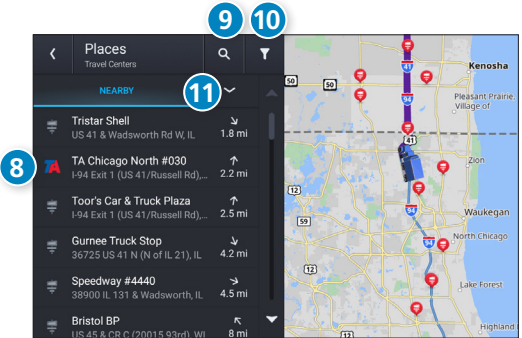 9
10
Places
Travel Centers
NEARBY
11
Tristar Shell
US 41 & Wadsworth Rd W, IL
1.8 mi
8
TA
TA Chicago North #030
I-94 Exit 1 (US 41/Russell Rd),...
2.2 mi
Toor's Car & Truck Plaza
I-94 Exit 1 (US 41/Russell Rd),...
2.5 mi
Gurnee Truck Stop
36725 US 41 N (N of IL 21), IL
4.2 mi
Speedway #4440
38900 IL 131 & Wadsworth, IL
4.5 mi
Bristol BP
US 45 & CR C (20015 93rd), WI
8 mi
41
Kenosha
50
50
94
Pleasant Prairie,
Village of
41
Zion
12
94
Waukegan
59
94
North Chicago
12
Lake Forest
Highland
12